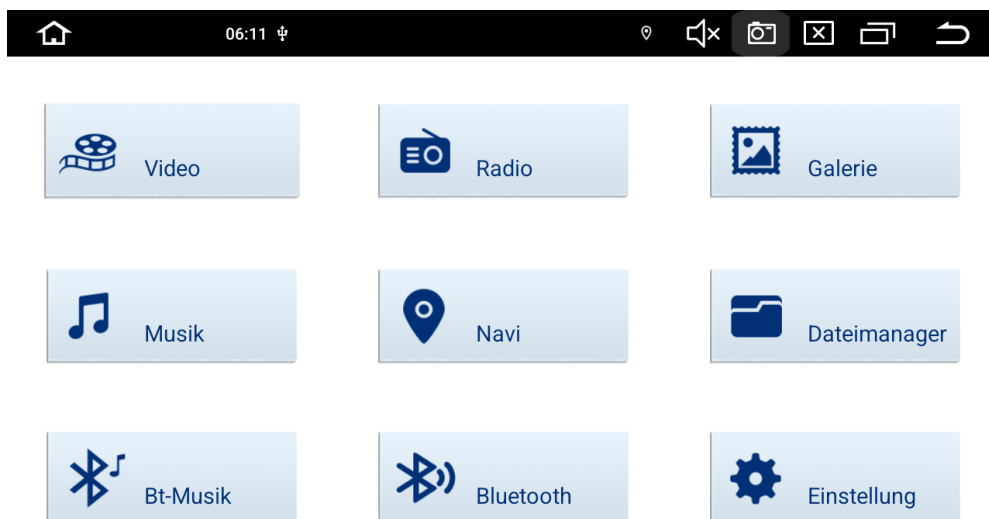 06:11
Video
Radio
Galerie
Musik
Navi
Dateimanager
Bt-Musik
Bluetooth
Einstellung